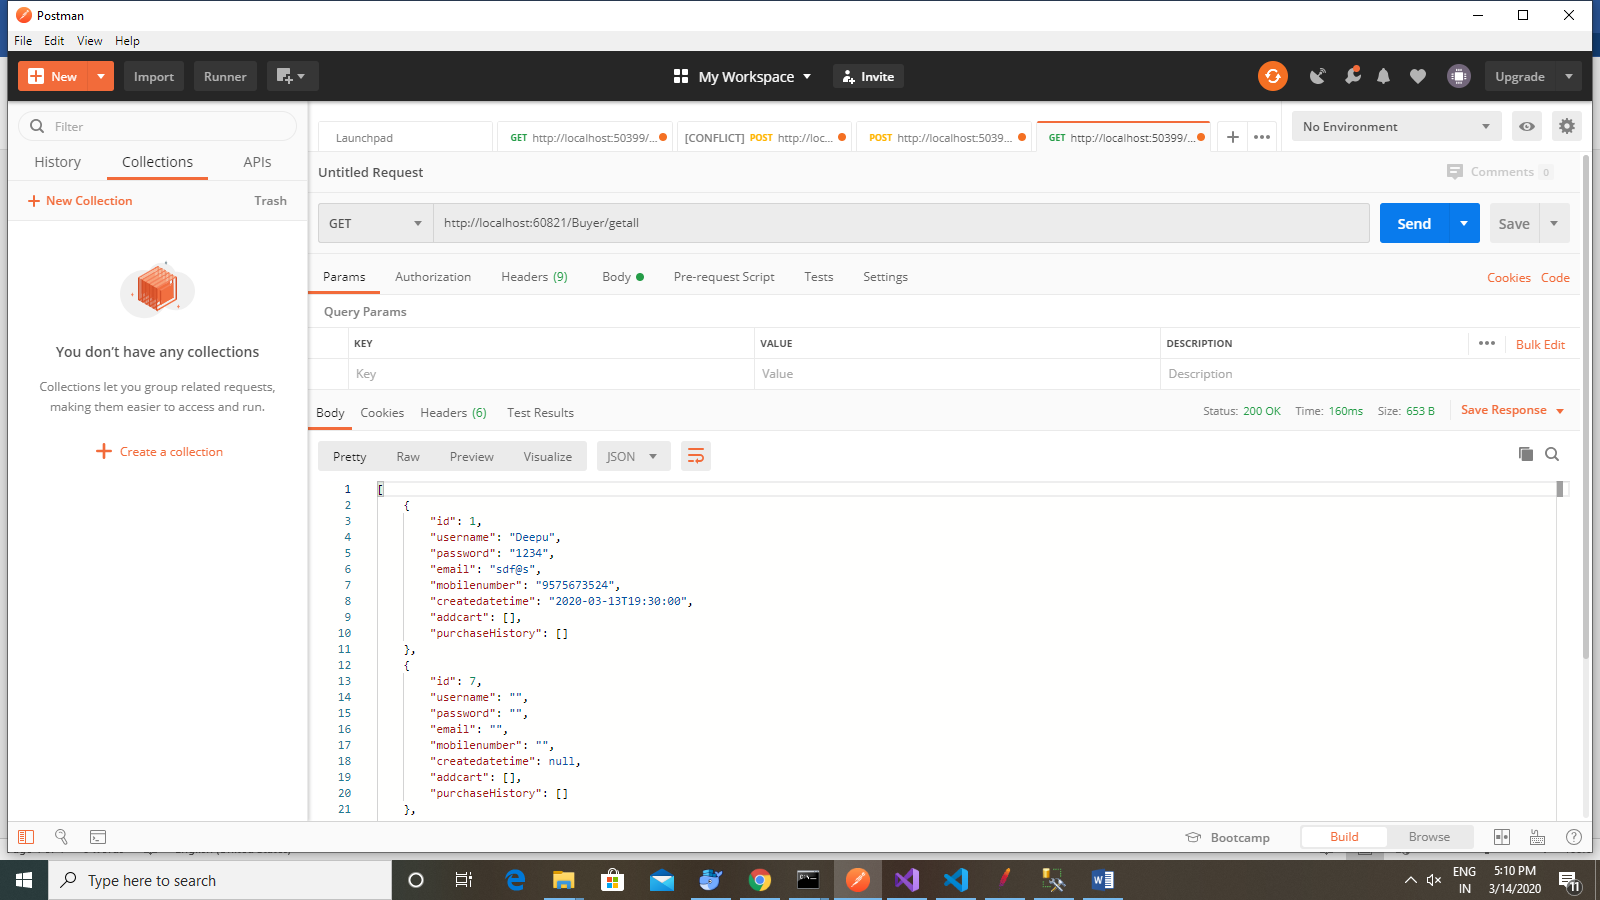 Postman
File Edit View Help
New Import Runner My Workspace Invite Upgrade
Filter
History Collections APIs
New Collection Trash
You don't have any collections
Collections let you group related requests,
making them easier to access and run.
Create a collection
Launchpad GET http://localhost:50399/... [CONFLICT] POST http://loc... POST http://localhost:5039... GET http://localhost:50399/... No Environment
Untitled Request Comments 0
GET http://localhost:60821/Buyer/getall Send Save
Params Authorization Headers (9) Body Pre-request Script Tests Settings Cookies Code
Query Params
KEY VALUE DESCRIPTION Bulk Edit
Key Value Description
Body Cookies Headers (6) Test Results Status: 200 OK Time: 160ms Size: 653 B Save Response
Pretty Raw Preview Visualize JSON
1 [
2 {
3 "id": 1,
4 "username": "Deepu",
5 "password": "1234",
6 "email": "sdf@s",
7 "mobilenumber": "9575673524",
8 "createdatetime": "2020-03-13T19:30:00",
9 "addcart": [],
10 "purchaseHistory": []
11 },
12 {
13 "id": 7,
14 "username": "",
15 "password": "",
16 "email": "",
17 "mobilenumber": "",
18 "createdatetime": null,
19 "addcart": [],
20 "purchaseHistory": []
21 },
Bootcamp Build Browse
Type here to search
ENG
IN
5:10 PM
3/14/2020
11